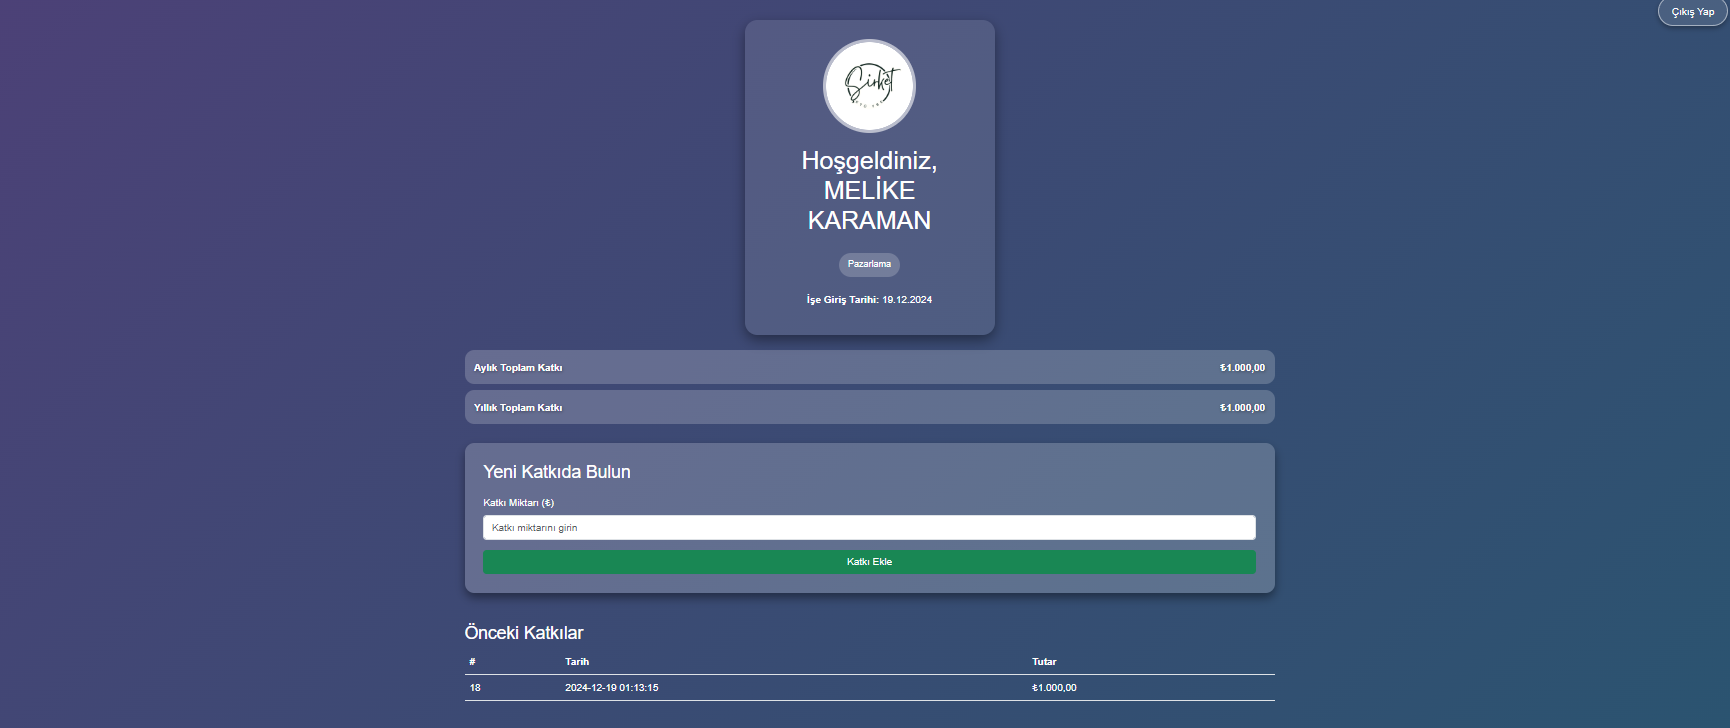 Çıkış Yap
Şirket
Hoşgeldiniz,
MELİKE
KARAMAN
Pazarlama
İşe Giriş Tarihi: 19.12.2024
Aylık Toplam Katkı ₺1.000,00
Yıllık Toplam Katkı ₺1.000,00
Yeni Katkıda Bulun
Katkı Miktarı (₺)
Katkı miktarını girin
Katkı Ekle
Önceki Katkılar
# Tarih Tutar
18 2024-12-19 01:13:15 ₺1.000,00